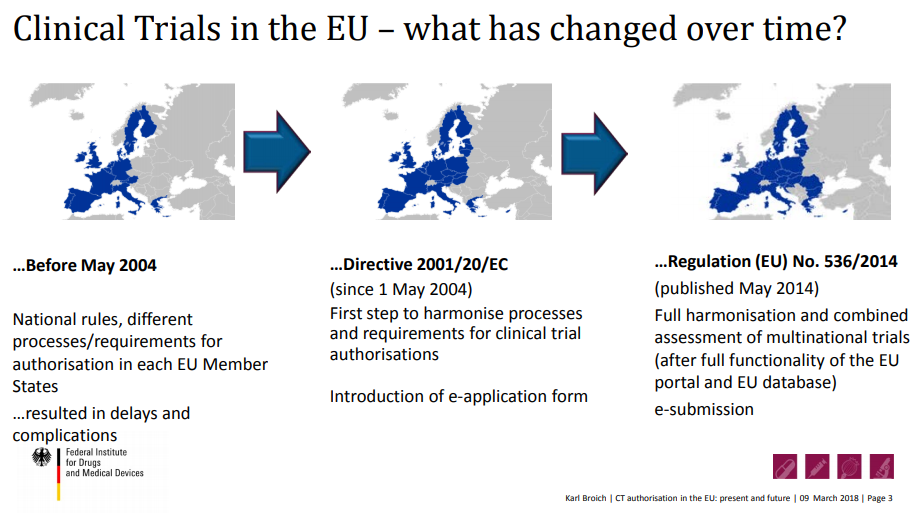 Clinical Trials in the EU – what has changed over time?
…Before May 2004
National rules, different
processes/requirements for
authorisation in each EU Member
States
…resulted in delays and
complications
…Directive 2001/20/EC
(since 1 May 2004)
First step to harmonise processes
and requirements for clinical trial
authorisations
Introduction of e-application form
…Regulation (EU) No. 536/2014
(published May 2014)
Full harmonisation and combined
assessment of multinational trials
(after full functionality of the EU
portal and EU database)
e-submission
Federal Institute
for Drugs
and Medical Devices
Karl Broich | CT authorisation in the EU: present and future | 09 March 2018 | Page 3